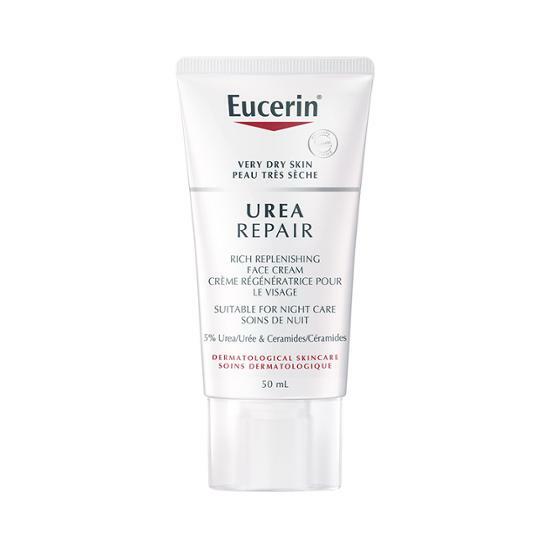 Eucerin®
VERY DRY SKIN
PEAU TRÈS SÈCHE
UREA
REPAIR
RICH REPLENISHING
FACE CREAM
CRÈME RÉGÉNÉRATRICE POUR
LE VISAGE
SUITABLE FOR NIGHT CARE
SOINS DE NUIT
5% Urea/Urée & Ceramides/Céramides
DERMATOLOGICAL SKINCARE
SOINS DERMATOLOGIQUE
50 mL